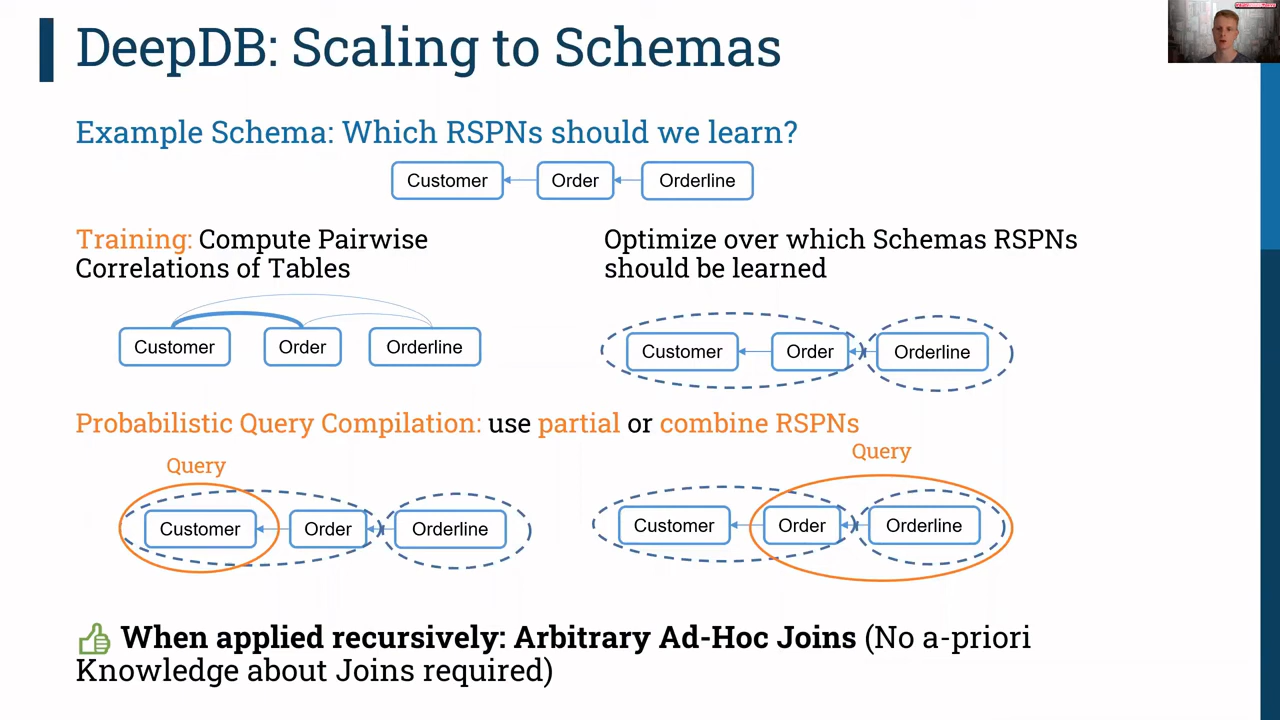 DeepDB: Scaling to Schemas
Example Schema: Which RSPNs should we learn?
Customer Order Orderline
Training: Compute Pairwise
Correlations of Tables
Optimize over which Schemas RSPNs
should be learned
Customer Order Orderline
Customer Order Orderline
Probabilistic Query Compilation: use partial or combine RSPNs
Query
Customer Order Orderline
Query
Customer Order Orderline
When applied recursively: Arbitrary Ad-Hoc Joins (No a-priori
Knowledge about Joins required)